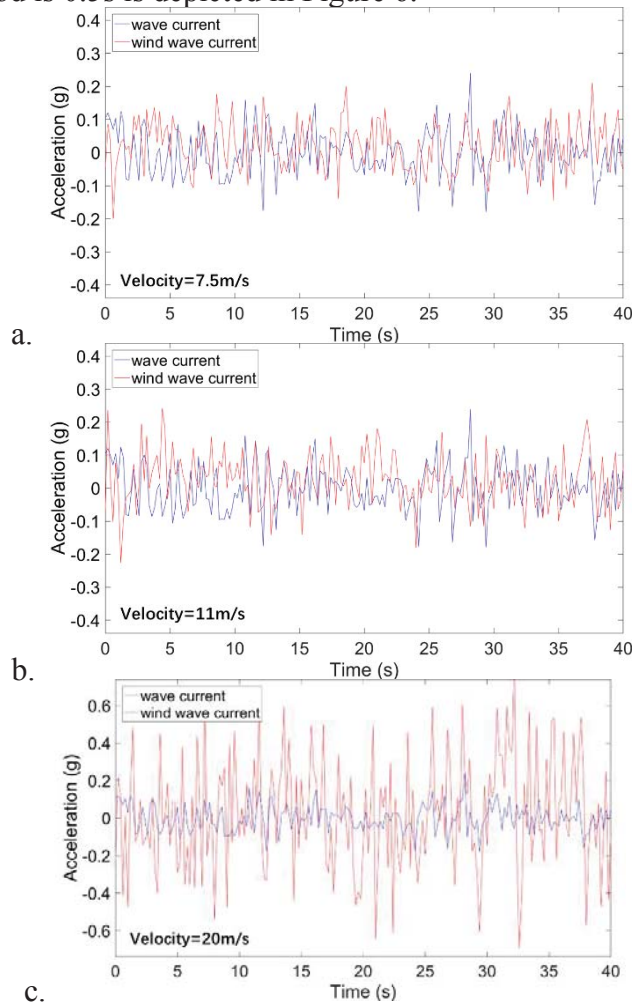 is depicted in Figure
0.4
wave current
wind wave current
0.3
0.2
0.1
0
-0.1
-0.2
-0.3
-0.4
Acceleration (g)
Velocity=7.5m/s
0 5 10 15 20 25 30 35 40
a.
Time (s)
0.4
wave current
wind wave current
0.3
0.2
0.1
0
-0.1
-0.2
-0.3
-0.4
Acceleration (g)
Velocity=11m/s
0 5 10 15 20 25 30 35 40
b.
Time (s)
wave current
wind wave current
0.6
0.4
0.2
0
-0.2
-0.4
-0.6
Acceleration (g)
Velocity=20m/s
0 5 10 15 20 25 30 35 40
c.
Time (s)